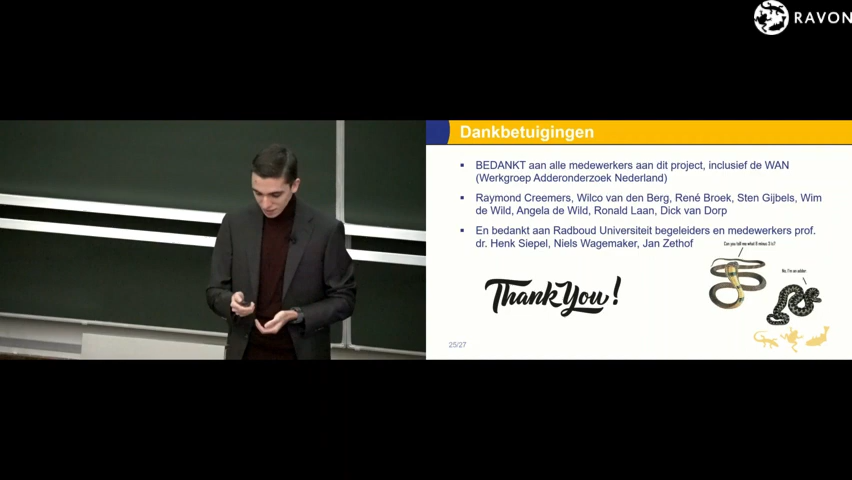 RAVON
Dankbetuigingen
▪ BEDANKT aan alle medewerkers aan dit project, inclusief de WAN
(Werkgroep Adderonderzoek Nederland)
▪ Raymond Creemers, Wilco van den Berg, René Broek, Sten Gijbels, Wim
de Wild, Angela de Wild, Ronald Laan, Dick van Dorp
▪ En bedankt aan Radboud Universiteit begeleiders en medewerkers prof.
dr. Henk Siepel, Niels Wagemaker, Jan Zethof
Can you tell me what 8 minus 3 is?
No, I'm an adder.
Thank You!
25/27